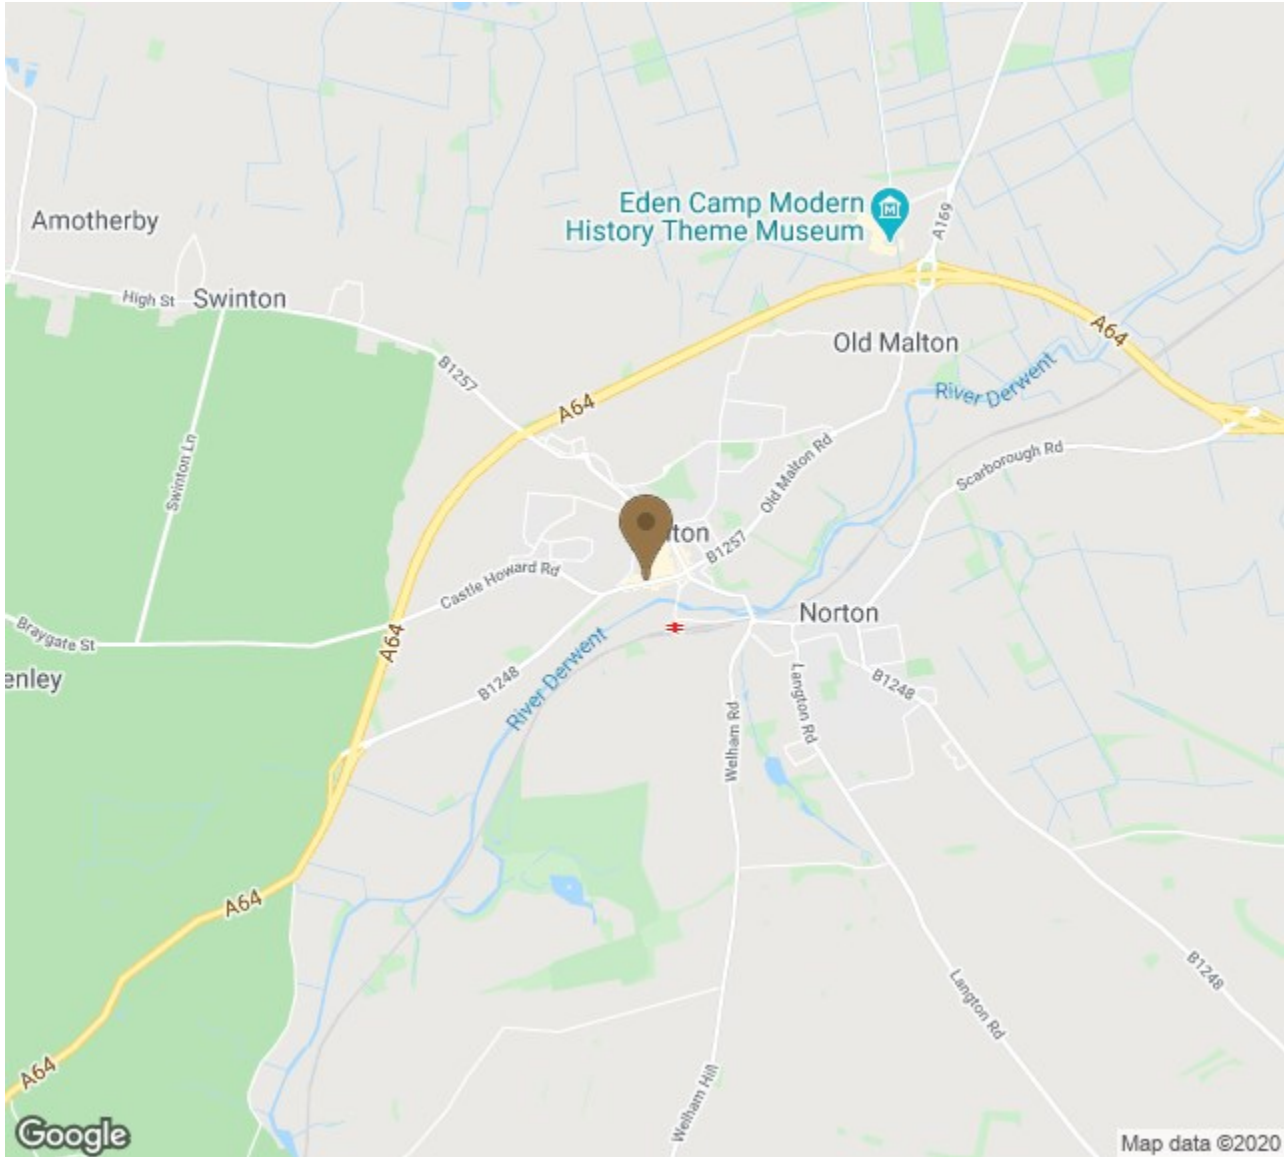 Eden Camp Modern
History Theme Museum
A169
Amotherby
High St
Swinton
A64
Old Malton
B1257
River Derwent
A64
Swinton Ln
Old Malton Rd
Scarborough Rd
B1257
Castle Howard Rd
Norton
Braygate St
A64
B1248
River Derwent
Langton Rd
B1248
Welham Rd
A64
B1248
Langton Rd
A64
Welham Hill
Google
Map data ©2020